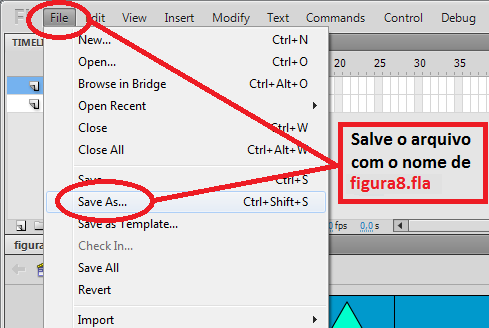 File Edit View Insert Modify Text Commands Control Debug
TIMELINE
New... Ctrl+N
Open... Ctrl+O
Browse in Bridge Ctrl+Alt+O
Open Recent
Close Ctrl+W
Close All Ctrl+Alt+W
Save Ctrl+S
Save As... Ctrl+Shift+S
Save as Template...
Check In...
Save All
Revert
Import
20 25 30 35
Salve o arquivo
com o nome de
figura8.fla
fps 0.0 s
figura